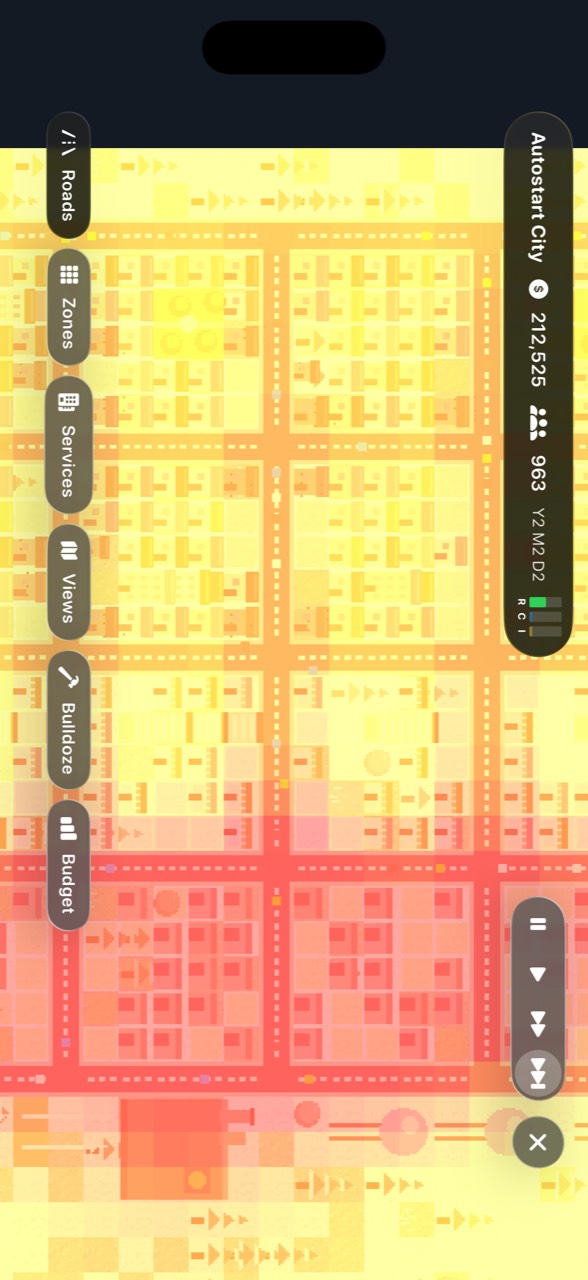 Autostart City $ 212,525 963 Y2 M2 D2
R C I
Roads
Zones
Services
Views
Bulldoze
Budget